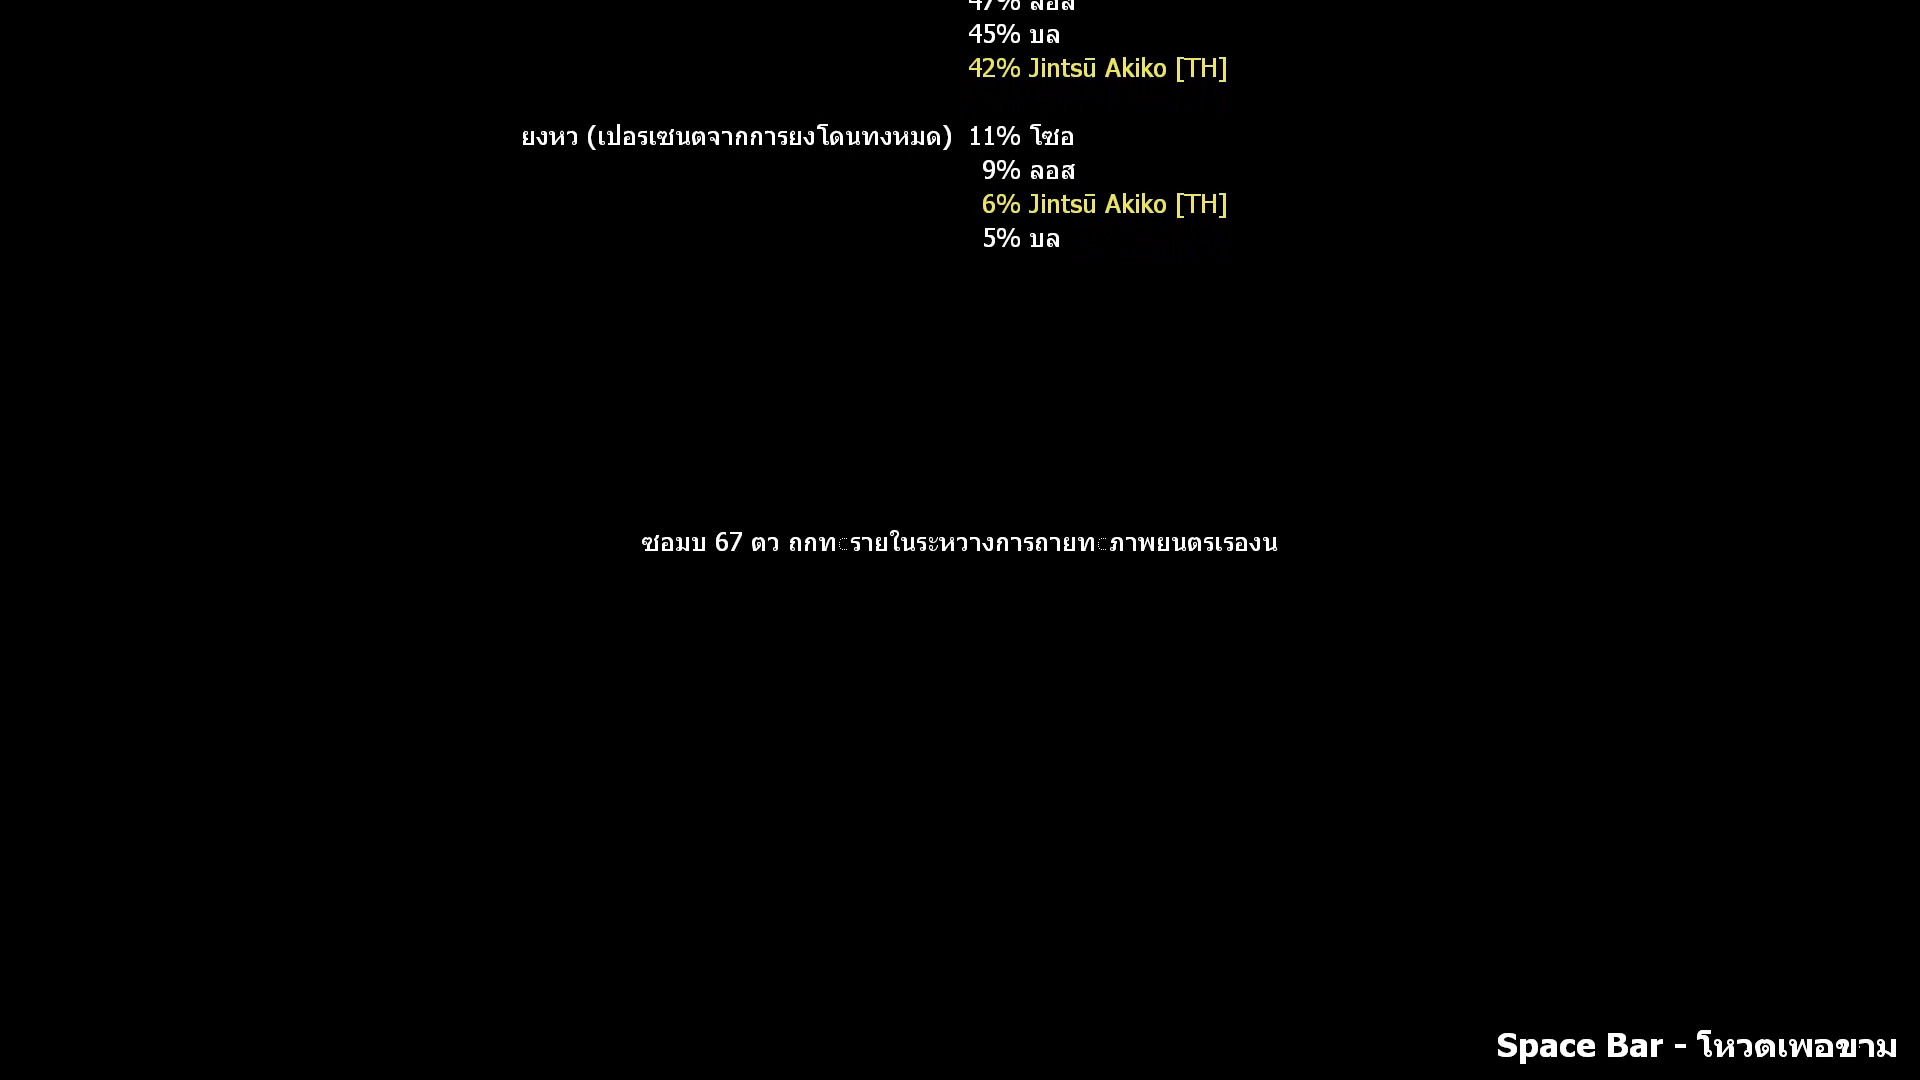 47% ลอส
45% บล
42% Jintsū Akiko [TH]
ยงหว (เปอรเซนตจากการยงโดนทงหมด) 11% โซอ
9% ลอส
6% Jintsū Akiko [TH]
5% บล
ซอมบ 67 ตว ถกทํรายในระหวางการถายทํภาพยนตรเรองน
Space Bar - โหวตเพอขาม